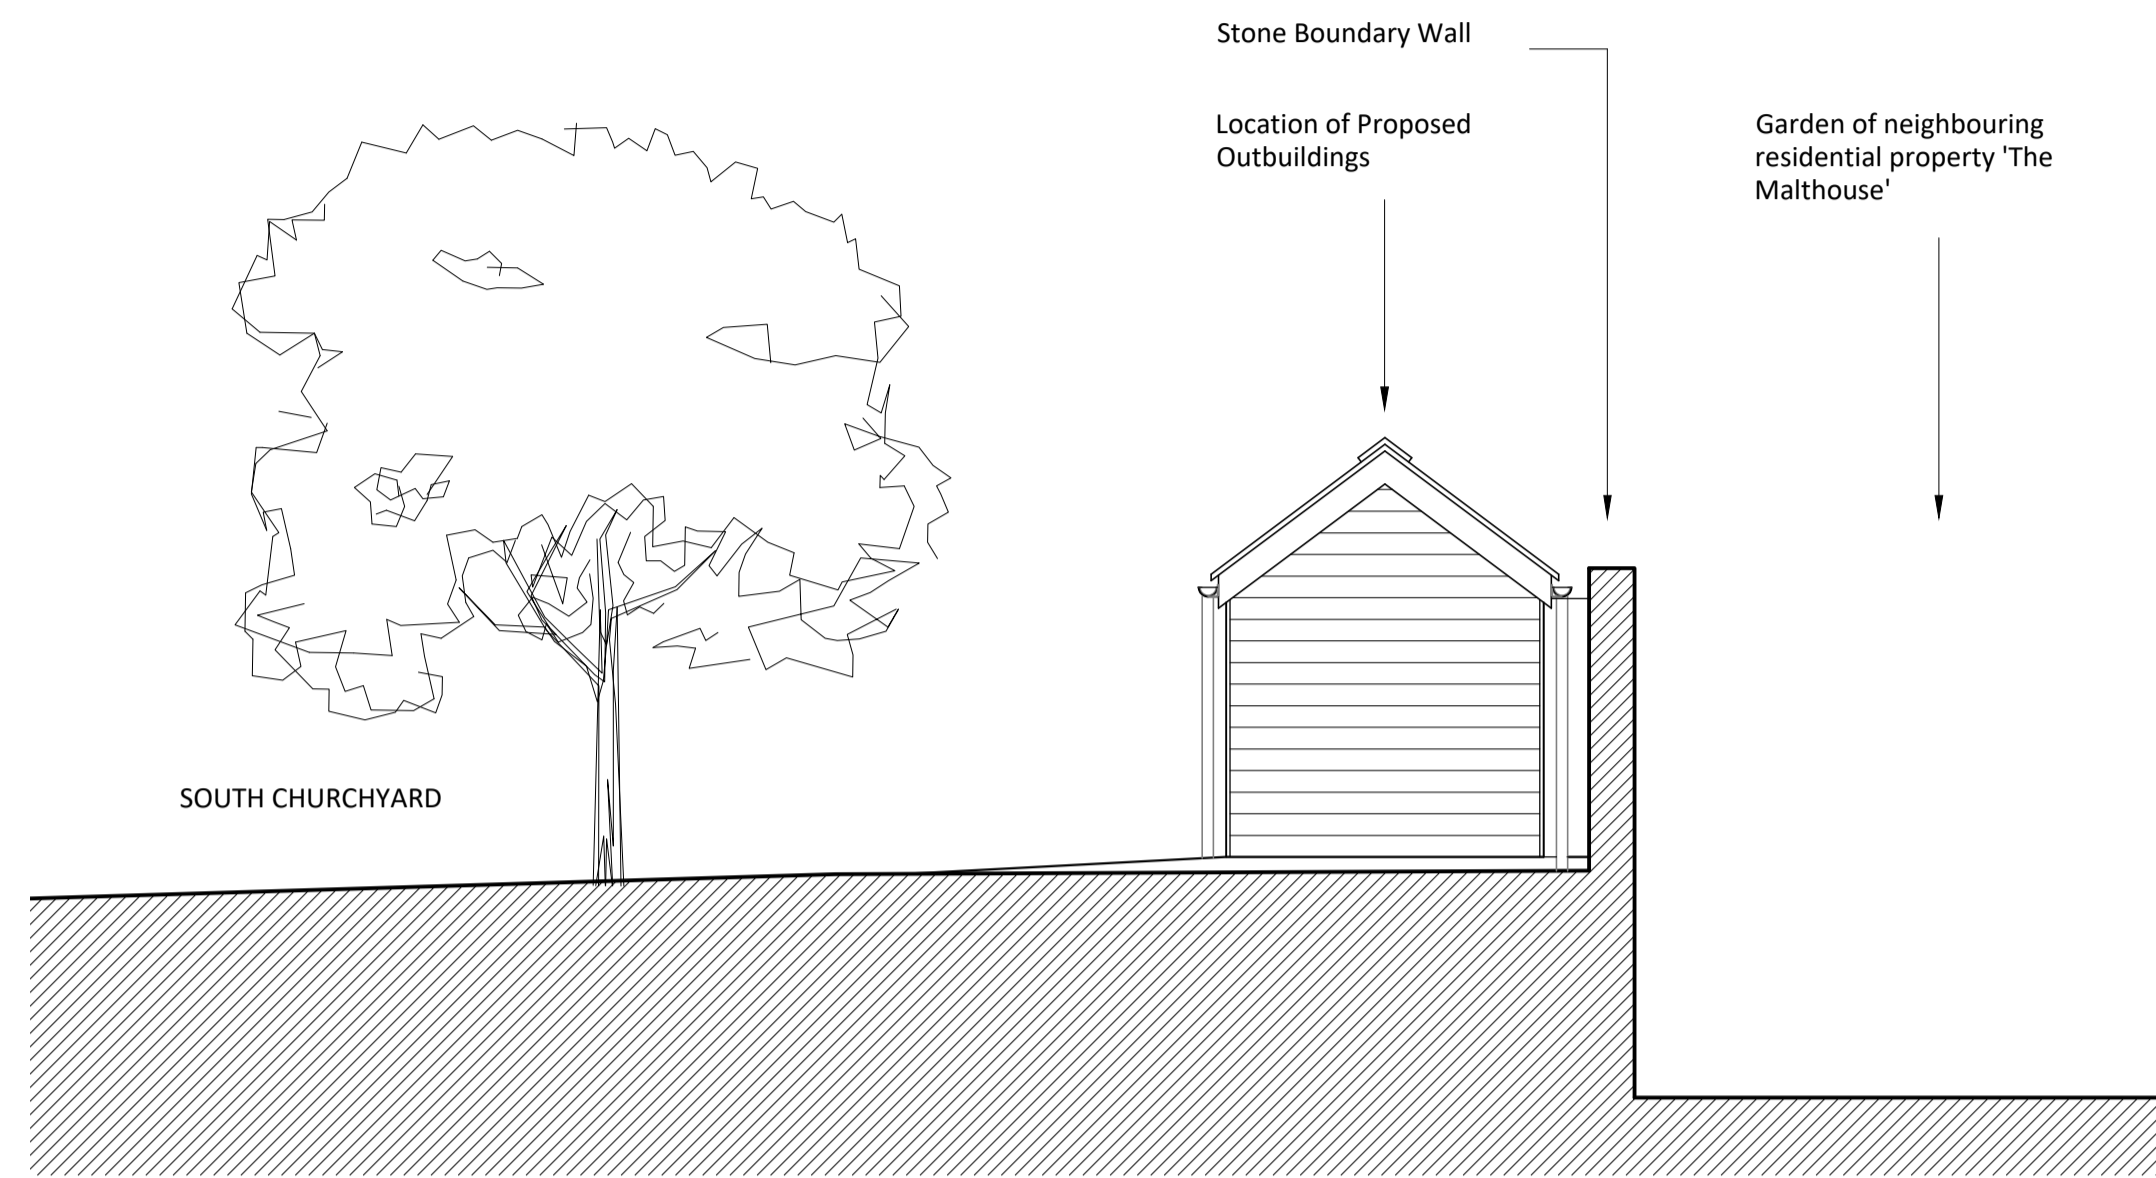 Stone Boundary Wall
Location of Proposed
Outbuildings
Garden of neighbouring
residential property 'The
Malthouse'
SOUTH CHURCHYARD